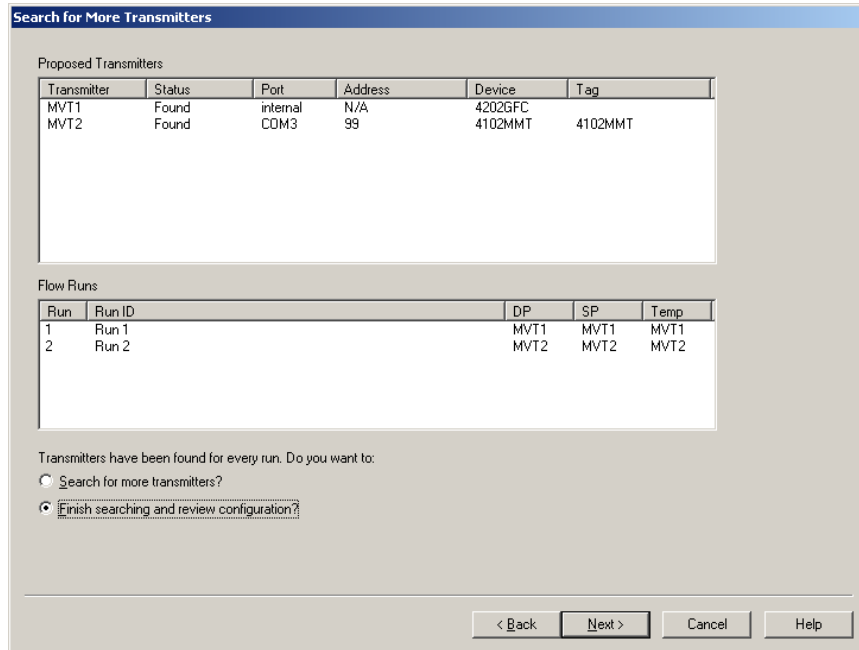 Search for More Transmitters
Proposed Transmitters
Transmitter Status Port Address Device Tag
MVT1 Found internal N/A 4202GFC
MVT2 Found COM3 99 4102MMT 4102MMT
Flow Runs
Run Run ID DP SP Temp
1 Run 1 MVT1 MVT1 MVT1
2 Run 2 MVT2 MVT2 MVT2
Transmitters have been found for every run. Do you want to:
Search for more transmitters?
Finish searching and review configuration?
< Back Next > Cancel Help